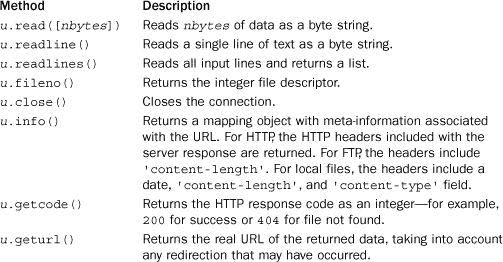 Method Description
u.read([nbytes]) Reads nbytes of data as a byte string.
u.readline() Reads a single line of text as a byte string.
u.readlines() Reads all input lines and returns a list.
u.fileno() Returns the integer file descriptor.
u.close() Closes the connection.
u.info() Returns a mapping object with meta-information associated
with the URL. For HTTP, the HTTP headers included with the
server response are returned. For FTP, the headers include
'content-length'. For local files, the headers include a
date, 'content-length', and 'content-type' field.
u.getcode() Returns the HTTP response code as an integer—for example,
200 for success or 404 for file not found.
u.geturl() Returns the real URL of the returned data, taking into account
any redirection that may have occurred.